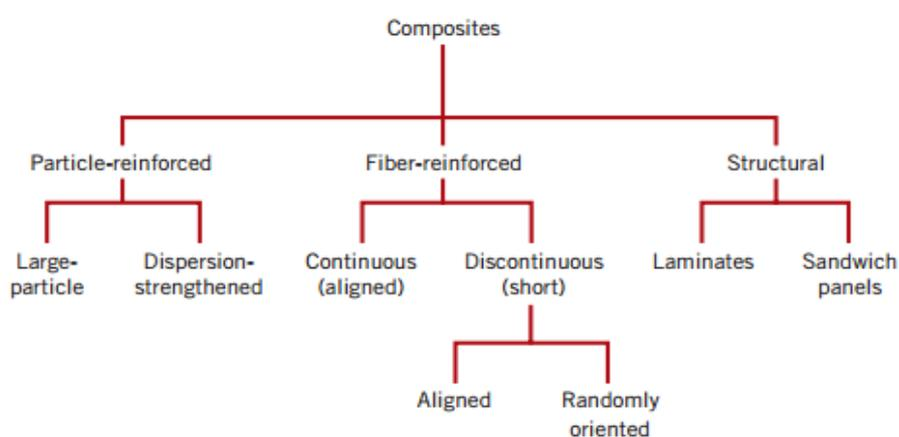 Composites
Particle-reinforced
Fiber-reinforced
Structural
Large-
particle
Dispersion-
strengthened
Continuous
(aligned)
Discontinuous
(short)
Laminates
Sandwich
panels
Aligned
Randomly
oriented